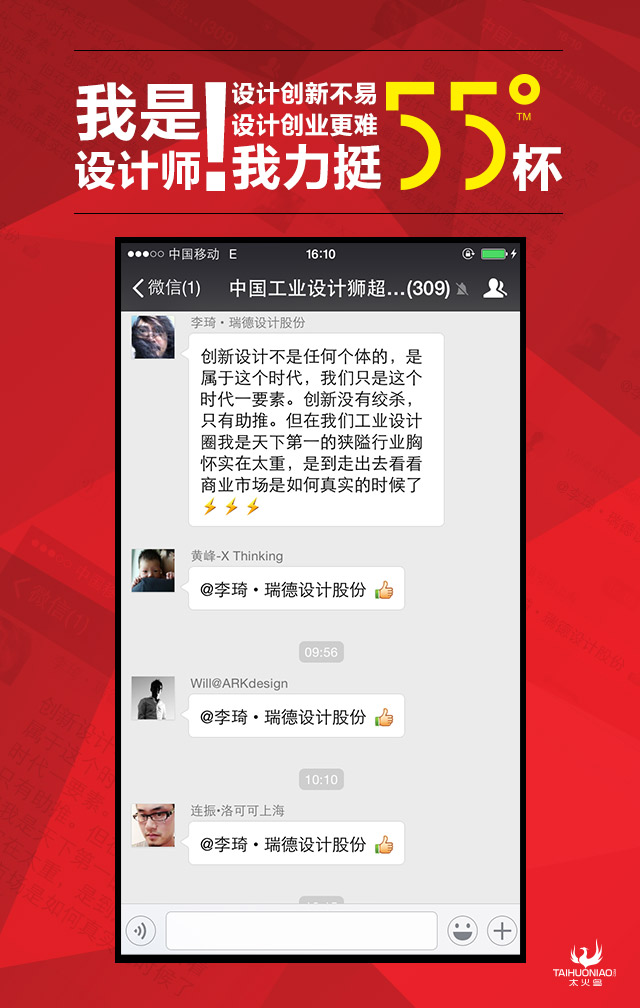 我是
设计师
!
设计创新不易
设计创业更难
我力挺
55°杯
TM
中国移动 E 16:10
微信(1) 中国工业设计狮超...(309)
李琦·瑞德设计股份
创新设计不是任何个体的，是
属于这个时代，我们只是这个
时代一要素。创新没有绞杀，
只有助推。但在我们工业设计
圈我是天下第一的狭隘行业胸
怀实在太重，是到走出去看看
商业市场是如何真实的时候了
⚡⚡⚡
黄峰-X Thinking
@李琦·瑞德设计股份 👍
09:56
Will@ARKdesign
@李琦·瑞德设计股份 👍
10:10
连振·洛可可上海
@李琦·瑞德设计股份 👍
TAIHUONIAO
太火鸟